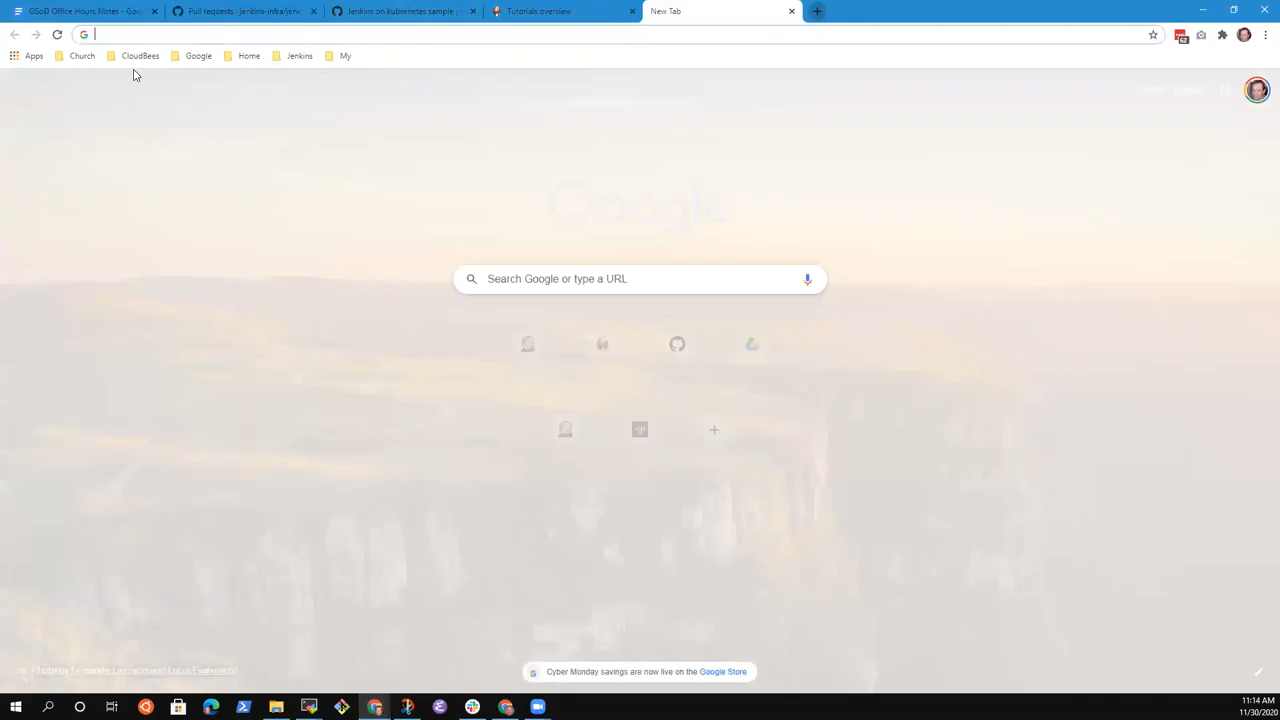 GSoD Office Hours Notes - Goo
Pull requests · jenkins-infra/jenk
Jenkins on kubernetes sample y
Tutorials overview
New Tab
Apps
Church
CloudBees
Google
Home
Jenkins
My
62
Google
Search Google or type a URL
Cyber Monday savings are now live on the Google Store
11:14 AM
11/30/2020